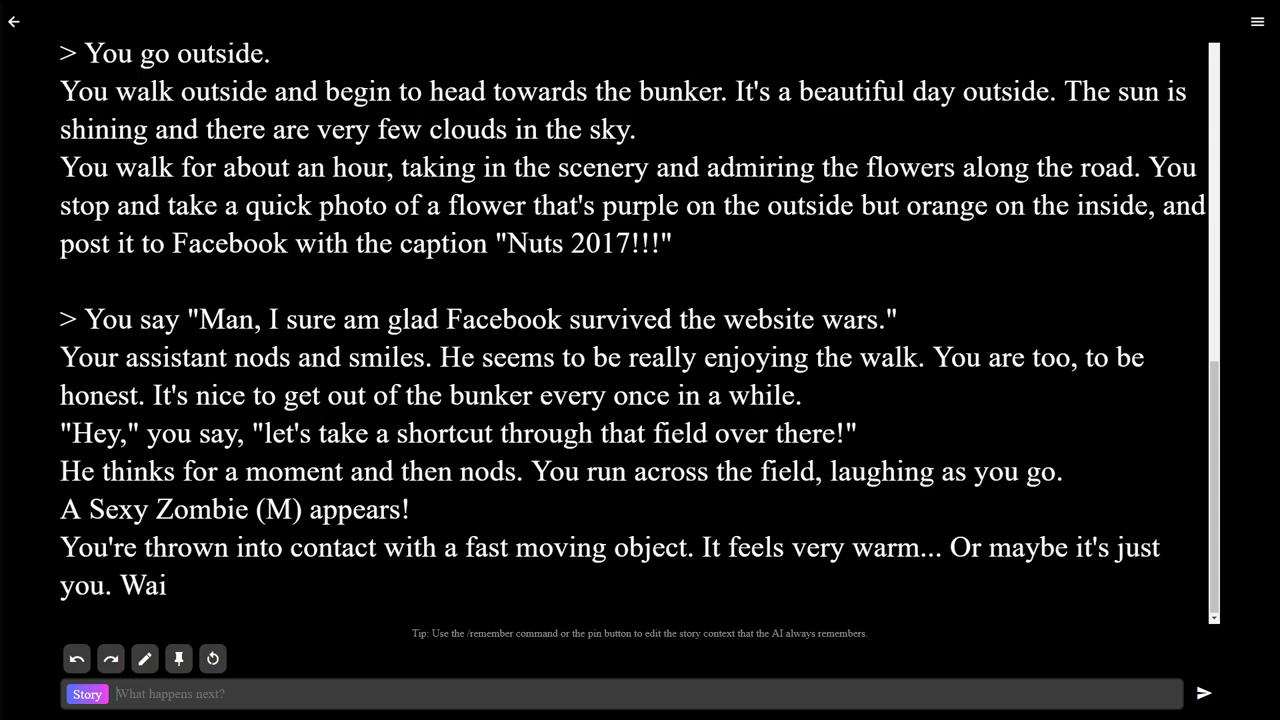 > You go outside.
You walk outside and begin to head towards the bunker. It's a beautiful day outside. The sun is
shining and there are very few clouds in the sky.
You walk for about an hour, taking in the scenery and admiring the flowers along the road. You
stop and take a quick photo of a flower that's purple on the outside but orange on the inside, and
post it to Facebook with the caption "Nuts 2017!!!"
> You say "Man, I sure am glad Facebook survived the website wars."
Your assistant nods and smiles. He seems to be really enjoying the walk. You are too, to be
honest. It's nice to get out of the bunker every once in a while.
"Hey," you say, "let's take a shortcut through that field over there!"
He thinks for a moment and then nods. You run across the field, laughing as you go.
A Sexy Zombie (M) appears!
You're thrown into contact with a fast moving object. It feels very warm... Or maybe it's just
you. Wai
Tip: Use the /remember command or the pin button to edit the story context that the AI always remembers.
Story What happens next?